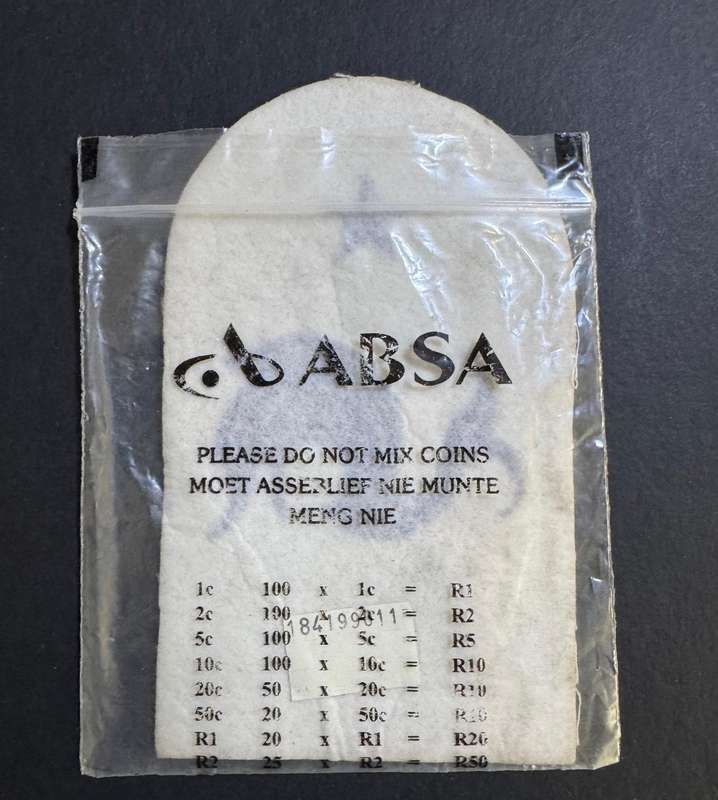 ABSA
PLEASE DO NOT MIX COINS
MOET ASSEBLIEF NIE MUNTE
MENG NIE
1c 100 x 1c = R1
2c 100 x 2c = R2
184199611
5c 100 x 5c = R5
10c 100 x 10c = R10
20c 50 x 20c = R10
50c 20 x 50c = R10
R1 20 x R1 = R20
R2 25 x R2 = R50